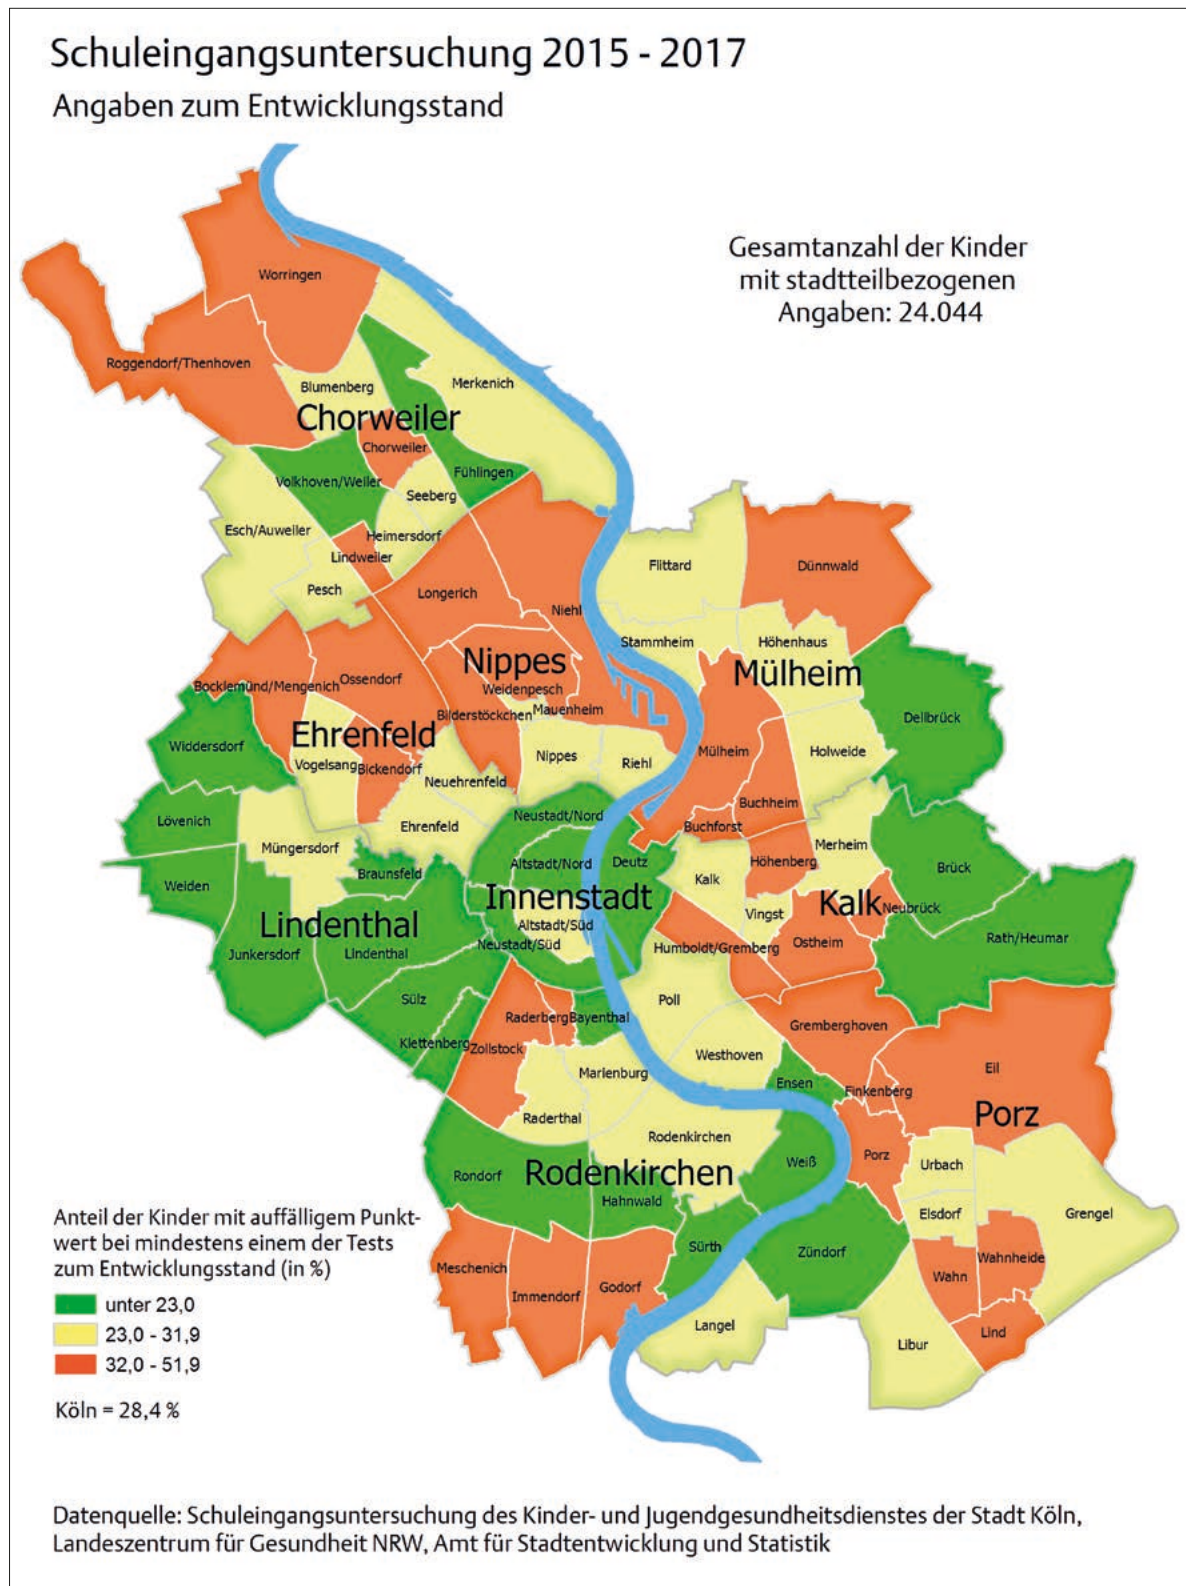 Schuleingangsuntersuchung 2015 - 2017
Angaben zum Entwicklungsstand
Gesamtanzahl der Kinder
mit stadtteilbezogenen
Angaben: 24.044
Worringen
Roggendorf/Thenhoven
Blumenberg
Merkenich
Chorweiler
Chorweiler
Fühlingen
Volkhoven/Weiler
Seeberg
Esch/Auweiler
Heimersdorf
Lindweiler
Pesch
Longerich
Niehl
Flittard
Dünnwald
Stammheim
Höhenhaus
Nippes
Mülheim
Weidenpesch
Bocklemünd/Mengenich
Ossendorf
Bilderstöckchen
Mauenheim
Dellbrück
Ehrenfeld
Widdersdorf
Vogelsang
Bickendorf
Neuehrenfeld
Nippes
Riehl
Mülheim
Holweide
Buchheim
Lövenich
Neustadt/Nord
Ehrenfeld
Buchforst
Müngersdorf
Merheim
Braunsfeld
Altstadt/Nord
Deutz
Höhenberg
Brück
Weiden
Kalk
Innenstadt
Kalk
Neubrück
Lindenthal
Vingst
Altstadt/Süd
Neustadt/Süd
Humboldt/Gremberg
Ostheim
Rath/Heumar
Junkersdorf
Lindenthal
Sülz
Poll
Raderberg
Bayenthal
Gremberghoven
Klettenberg
Zollstock
Westhoven
Marienburg
Ensen
Finkenberg
Eil
Raderthal
Porz
Rodenkirchen
Porz
Weiß
Urbach
Rodenkirchen
Rondorf
Hahnwald
Elsdorf
Grengel
Sürth
Zündorf
Wahnheide
Meschenich
Immendorf
Godorf
Wahn
Langel
Libur
Lind
Anteil der Kinder mit auffälligem Punkt-
wert bei mindestens einem der Tests
zum Entwicklungsstand (in %)
unter 23,0
23,0 - 31,9
32,0 - 51,9
Köln = 28,4 %
Datenquelle: Schuleingangsuntersuchung des Kinder- und Jugendgesundheitsdienstes der Stadt Köln,
Landeszentrum für Gesundheit NRW, Amt für Stadtentwicklung und Statistik